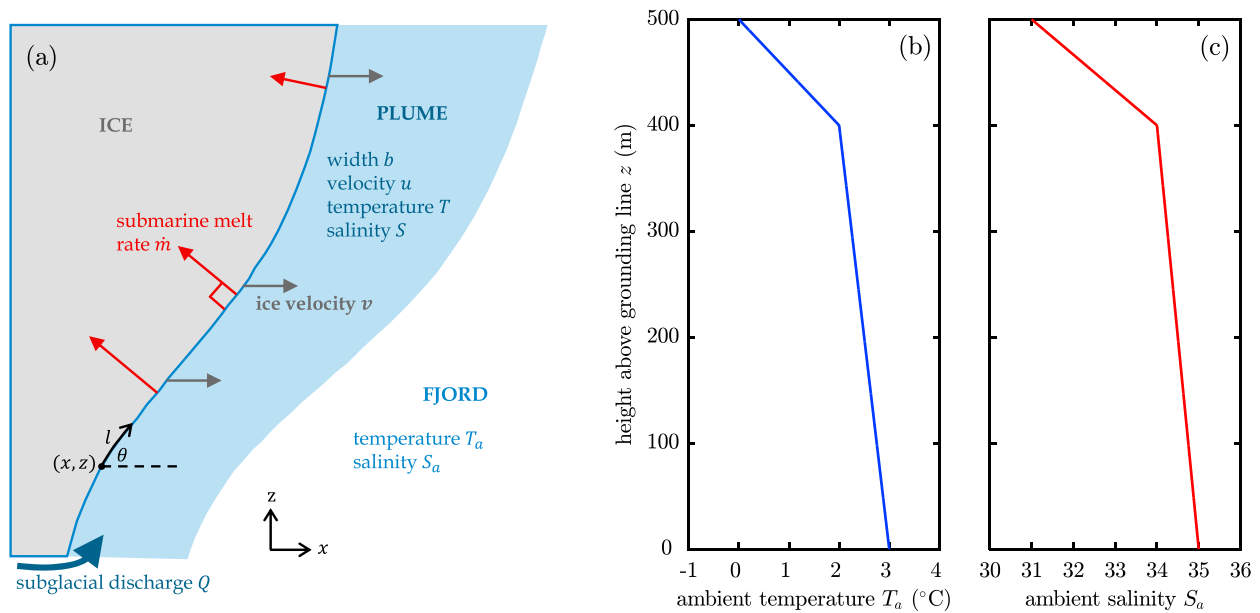 (a)
ICE
PLUME
width b
velocity u
temperature T
salinity S
submarine melt
rate ṁ
ice velocity v
FJORD
temperature Tₐ
salinity Sₐ
l
(x, z)
θ
z
x
subglacial discharge Q
(b)
500
400
300
200
100
0
height above grounding line z (m)
-1 0 1 2 3 4
ambient temperature Tₐ (°C)
(c)
30 31 32 33 34 35 36
ambient salinity Sₐ